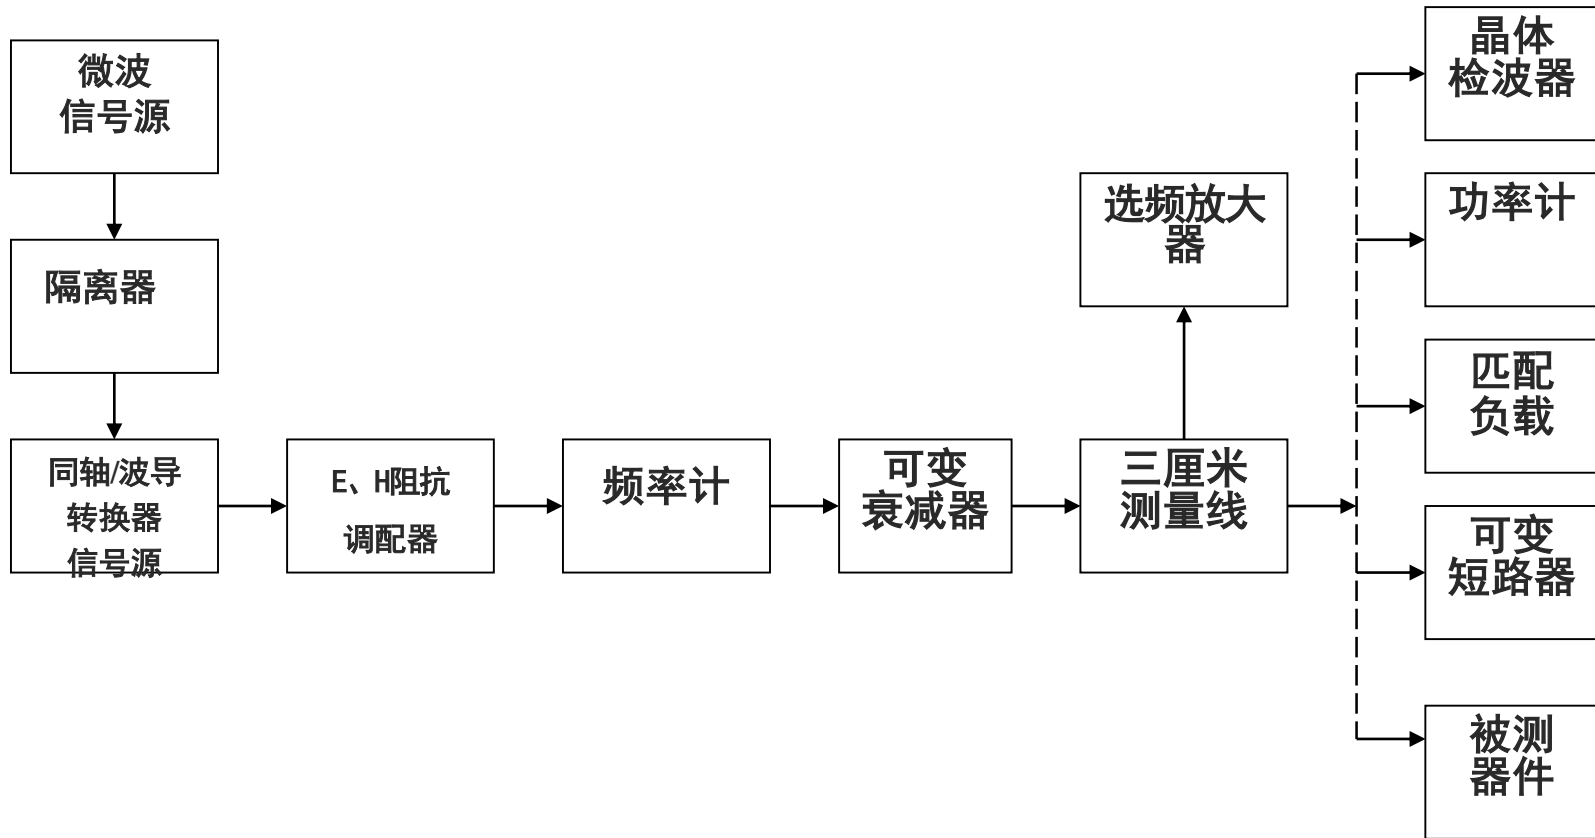 微波
信号源
隔离器
同轴/波导
转换器
信号源
E、H阻抗
调配器
频率计
可变
衰减器
三厘米
测量线
选频放大
器
晶体
检波器
功率计
匹配
负载
可变
短路器
被测
器件